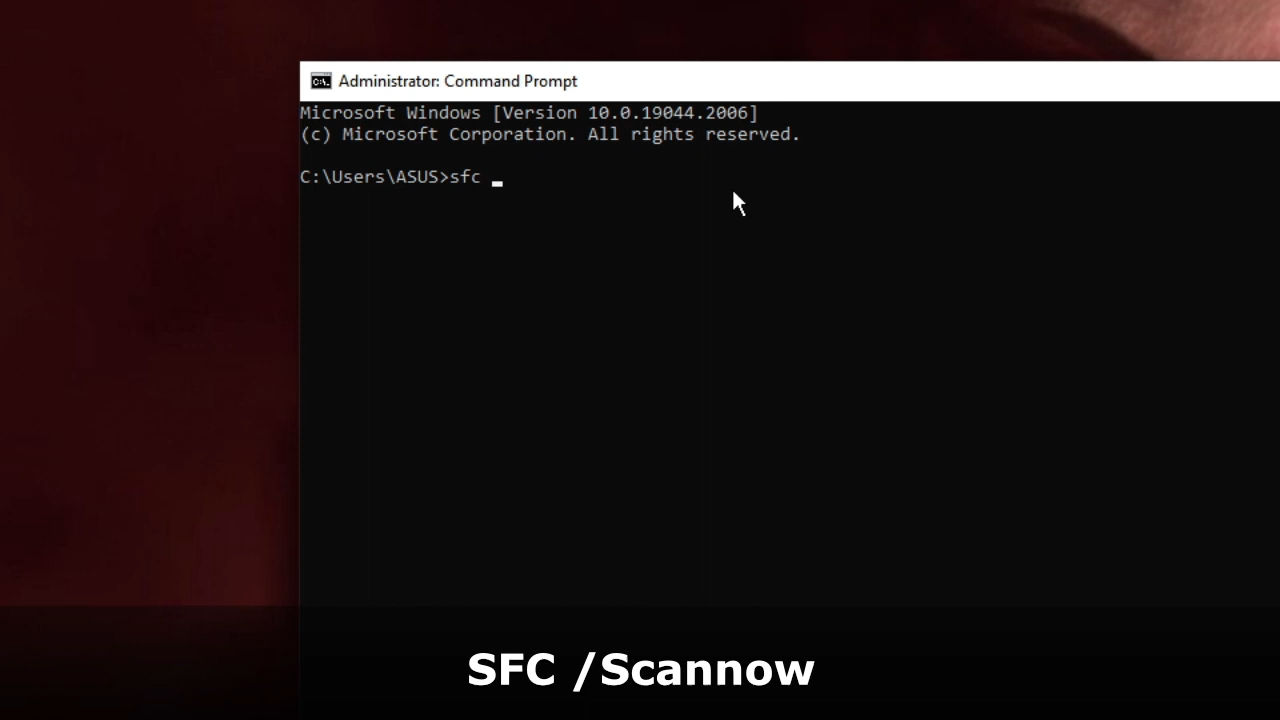 Administrator: Command Prompt
Microsoft Windows [Version 10.0.19044.2006]
(c) Microsoft Corporation. All rights reserved.
C:\Users\ASUS>sfc
SFC /Scannow